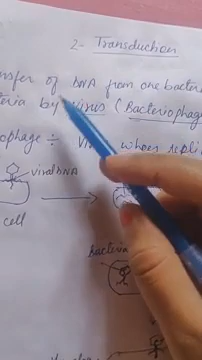 2- Transduction
nsfer of DNA from one bacteri
teria by virus (Bacteriophage
ophage ÷ Vi whose repli
viral DNA
cell
Bacteria